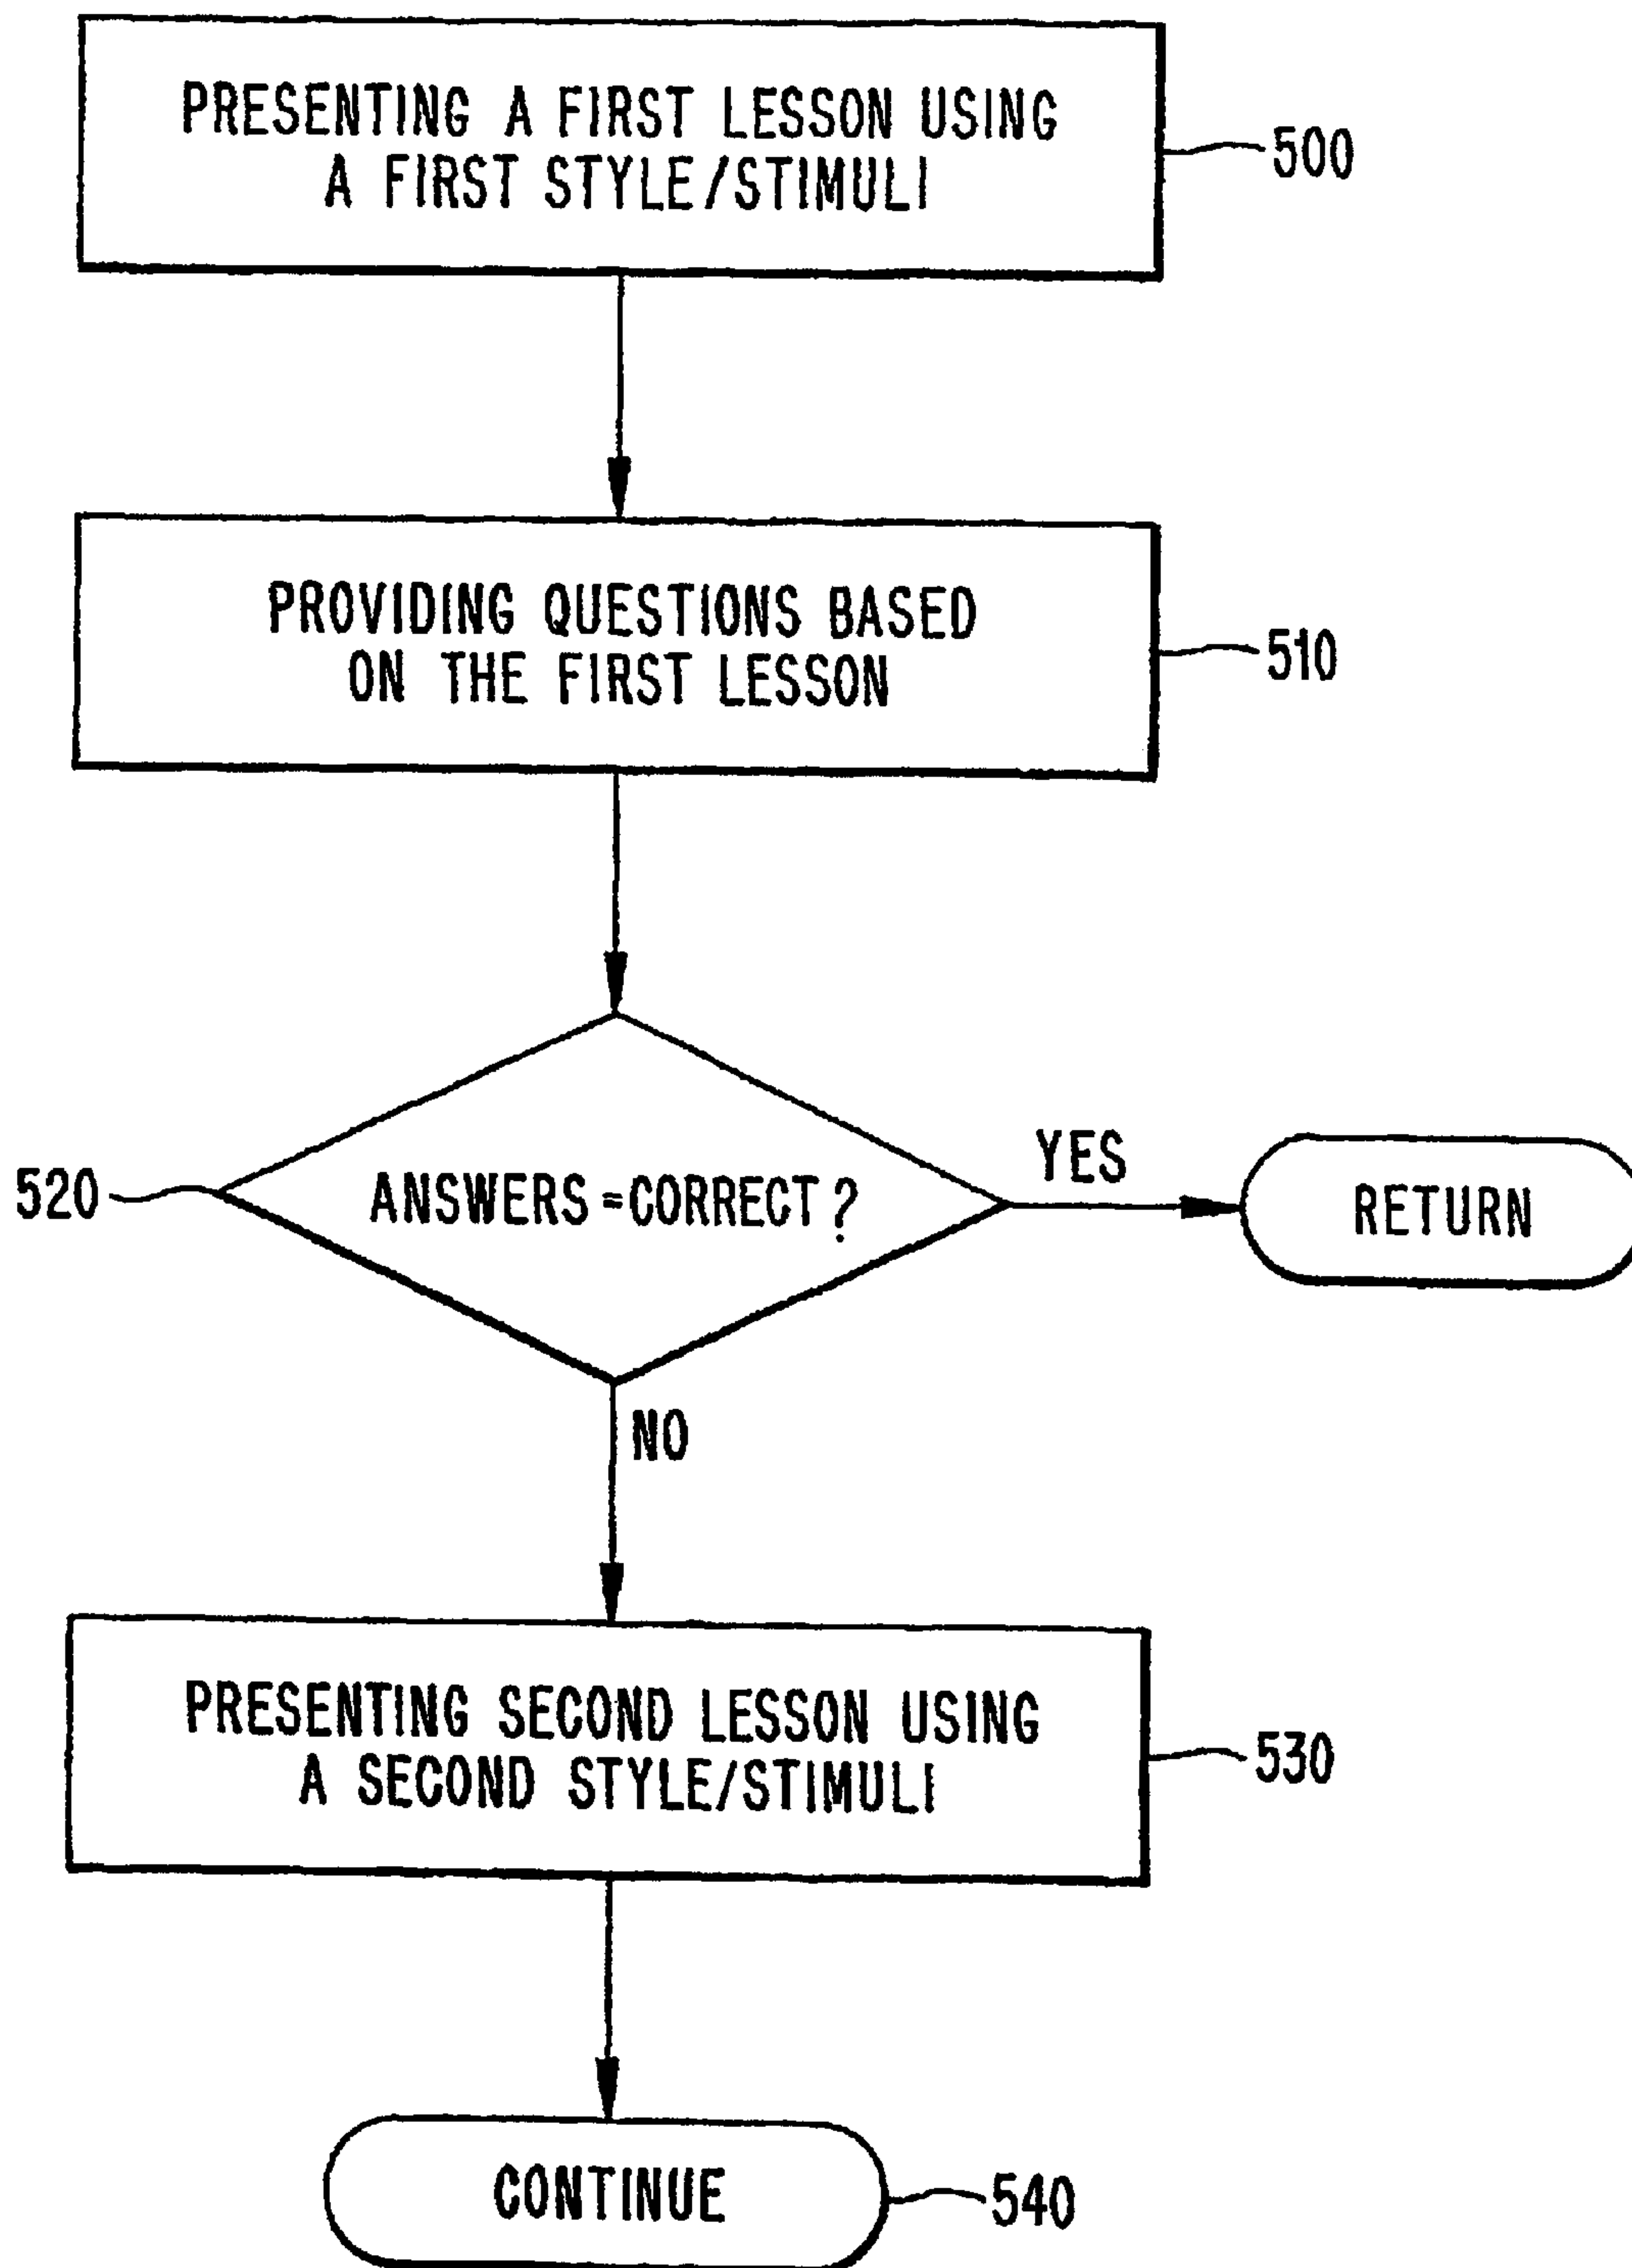 PRESENTING A FIRST LESSON USING
A FIRST STYLE/STIMULI
500
PROVIDING QUESTIONS BASED
ON THE FIRST LESSON
510
520
ANSWERS=CORRECT?
YES
RETURN
NO
PRESENTING SECOND LESSON USING
A SECOND STYLE/STIMULI
530
CONTINUE
540